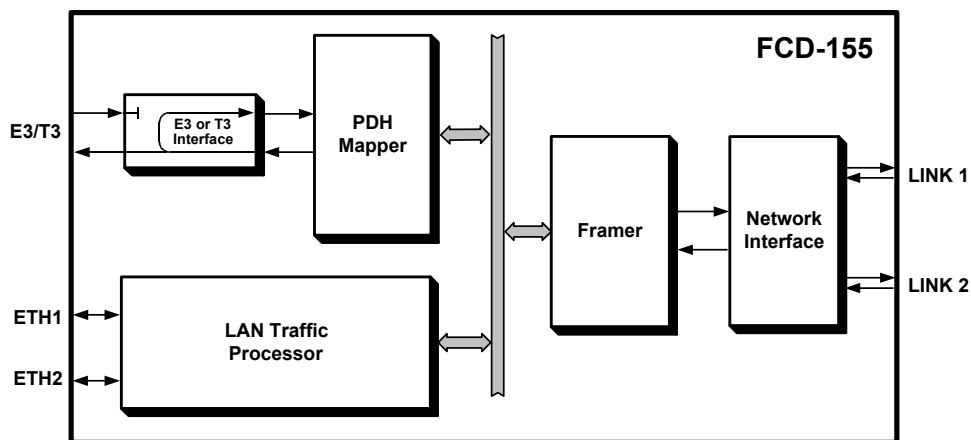 FCD-155
E3/T3
E3 or T3
Interface
PDH
Mapper
LINK 1
Framer
Network
Interface
LINK 2
ETH1
LAN Traffic
Processor
ETH2